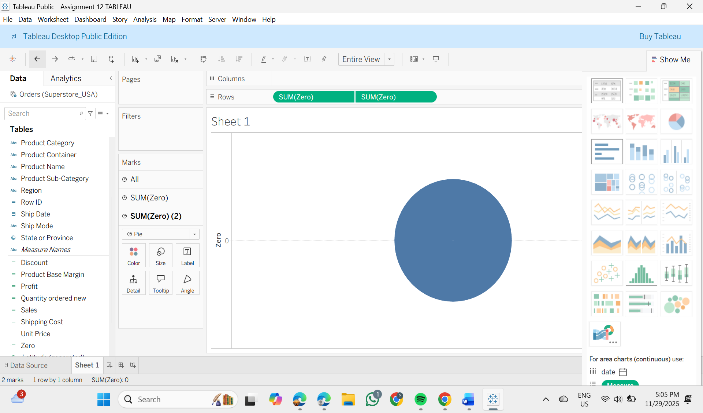 Tableau Public - Assignment 12 TABLEAU
File Data Worksheet Dashboard Story Analysis Map Format Server Window Help
Tableau Desktop Public Edition
Buy Tableau
Entire View
Show Me
Data Analytics
Orders (Superstore_USA)
Search
Tables
Product Category
Product Container
Product Name
Product Sub-Category
Region
Row ID
Ship Date
Ship Mode
State or Province
Measure Names
Discount
Product Base Margin
Profit
Quantity ordered new
Sales
Shipping Cost
Unit Price
Zero
Pages
Filters
Marks
All
SUM(Zero)
SUM(Zero) (2)
Pie
Color Size Label
Detail Tooltip Angle
Columns
Rows SUM(Zero) SUM(Zero)
Sheet 1
Zero
0
For area charts (continuous) use:
date
Measure
Data Source Sheet 1
2 marks 1 row by 1 column SUM(Zero): 0
3
Search
1
ENG
US
5:05 PM
11/29/2025